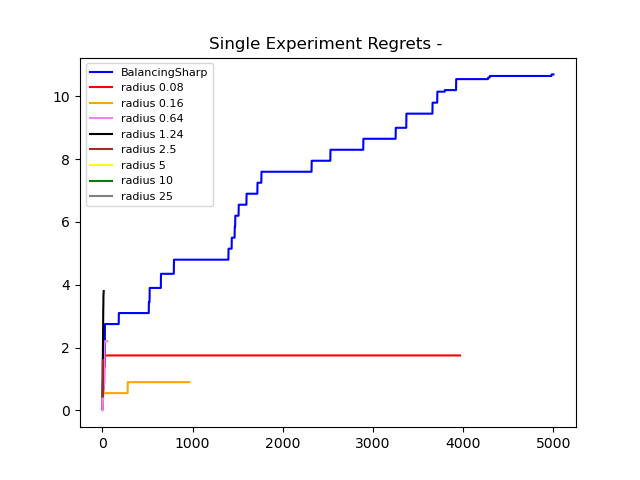 Single Experiment Regrets -
BalancingSharp
radius 0.08
radius 0.16
radius 0.64
radius 1.24
radius 2.5
radius 5
radius 10
radius 25
10
8
6
4
2
0
0 1000 2000 3000 4000 5000